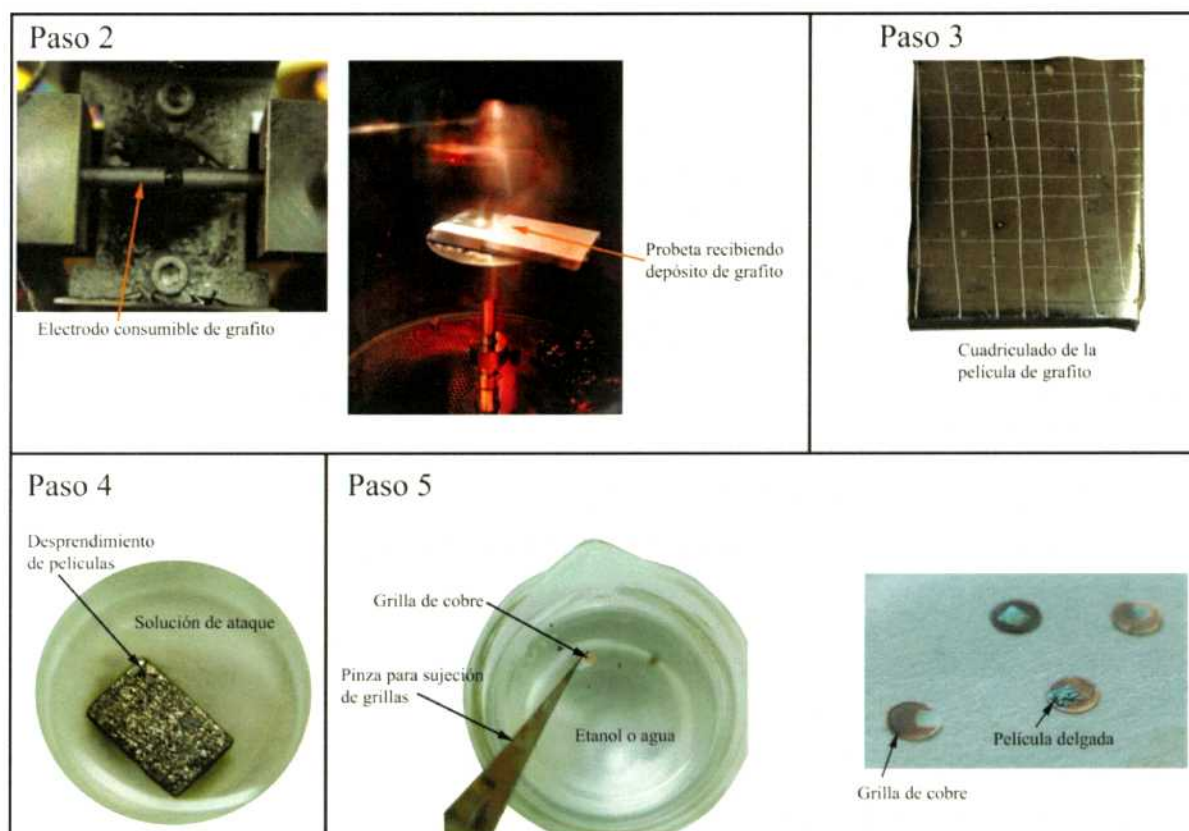 Paso 2
Electrodo consumible de grafito
Probeta recibiendo
depósito de grafito
Paso 3
Cuadriculado de la
película de grafito
Paso 4
Desprendimiento
de películas
Solución de ataque
Paso 5
Grilla de cobre
Pinza para sujeción
de grillas
Etanol o agua
Película delgada
Grilla de cobre